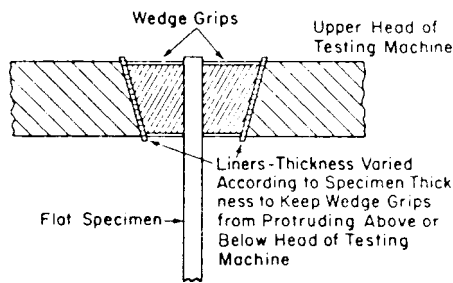 Wedge Grips
Upper Head of
Testing Machine
Liners-Thickness Varied
According to Specimen Thick
ness to Keep Wedge Grips
from Protruding Above or
Below Head of Testing
Machine
Flat Specimen